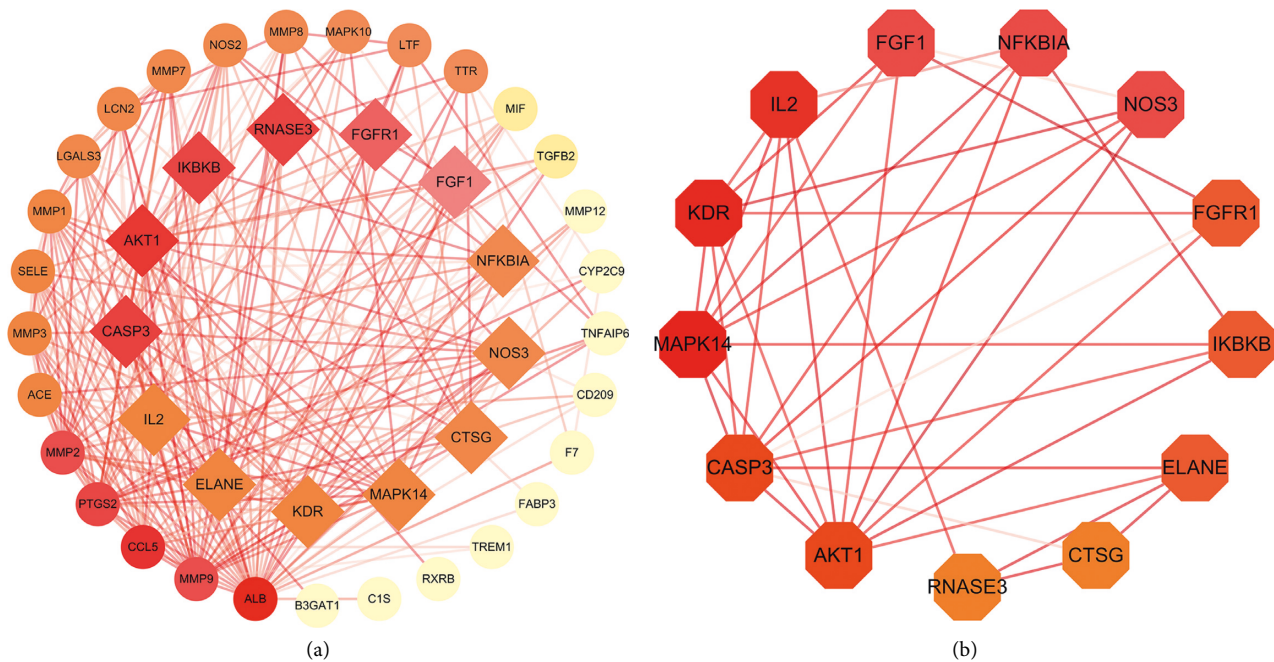 MMP8
MAPK10
NOS2
LTF
MMP7
TTR
LCN2
MIF
RNASE3
FGFR1
LGALS3
TGFB2
IKBKB
FGF1
MMP1
MMP12
AKT1
NFKBIA
SELE
CYP2C9
CASP3
MMP3
TNFAIP6
NOS3
ACE
CD209
IL2
CTSG
MMP2
F7
ELANE
MAPK14
PTGS2
KDR
FABP3
CCL5
TREM1
MMP9
RXRB
ALB
B3GAT1
C1S
(a)
FGF1
NFKBIA
IL2
NOS3
KDR
FGFR1
MAPK14
IKBKB
CASP3
ELANE
AKT1
CTSG
RNASE3
(b)